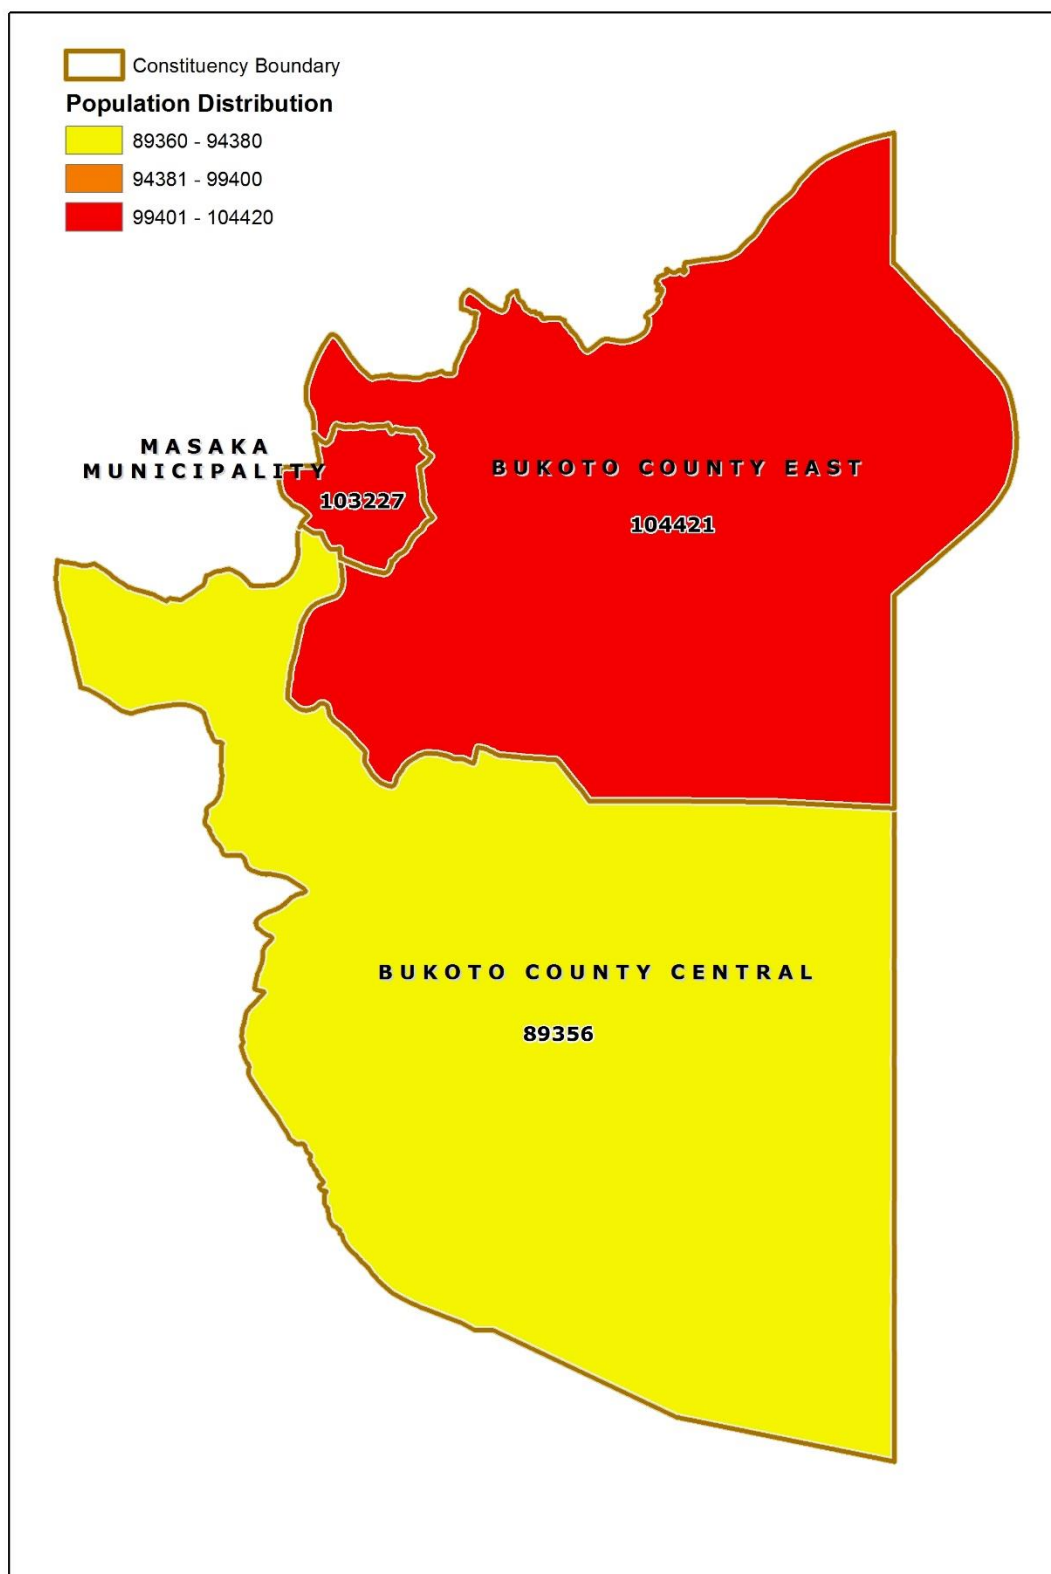 Constituency Boundary
Population Distribution
89360 - 94380
94381 - 99400
99401 - 104420
MASAKA
MUNICIPALITY
103227
BUKOTO COUNTY EAST
104421
BUKOTO COUNTY CENTRAL
89356